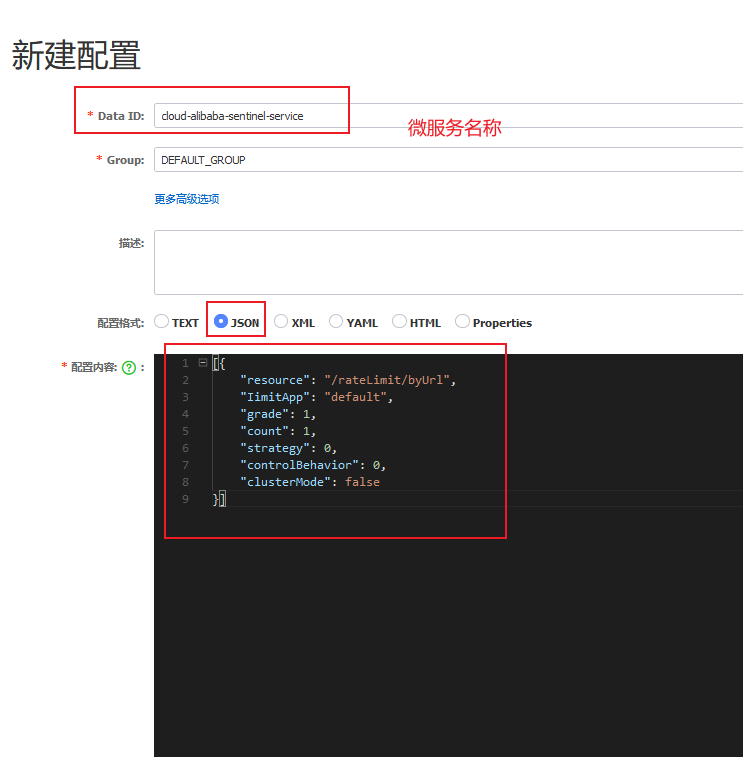 新建配置
* Data ID: cloud-alibaba-sentinel-service
微服务名称
* Group: DEFAULT_GROUP
更多高级选项
描述:
配置格式: TEXT JSON XML YAML HTML Properties
* 配置内容: ? :
1 [{
2 "resource": "/rateLimit/byUrl",
3 "IimitApp": "default",
4 "grade": 1,
5 "count": 1,
6 "strategy": 0,
7 "controlBehavior": 0,
8 "clusterMode": false
9 }]